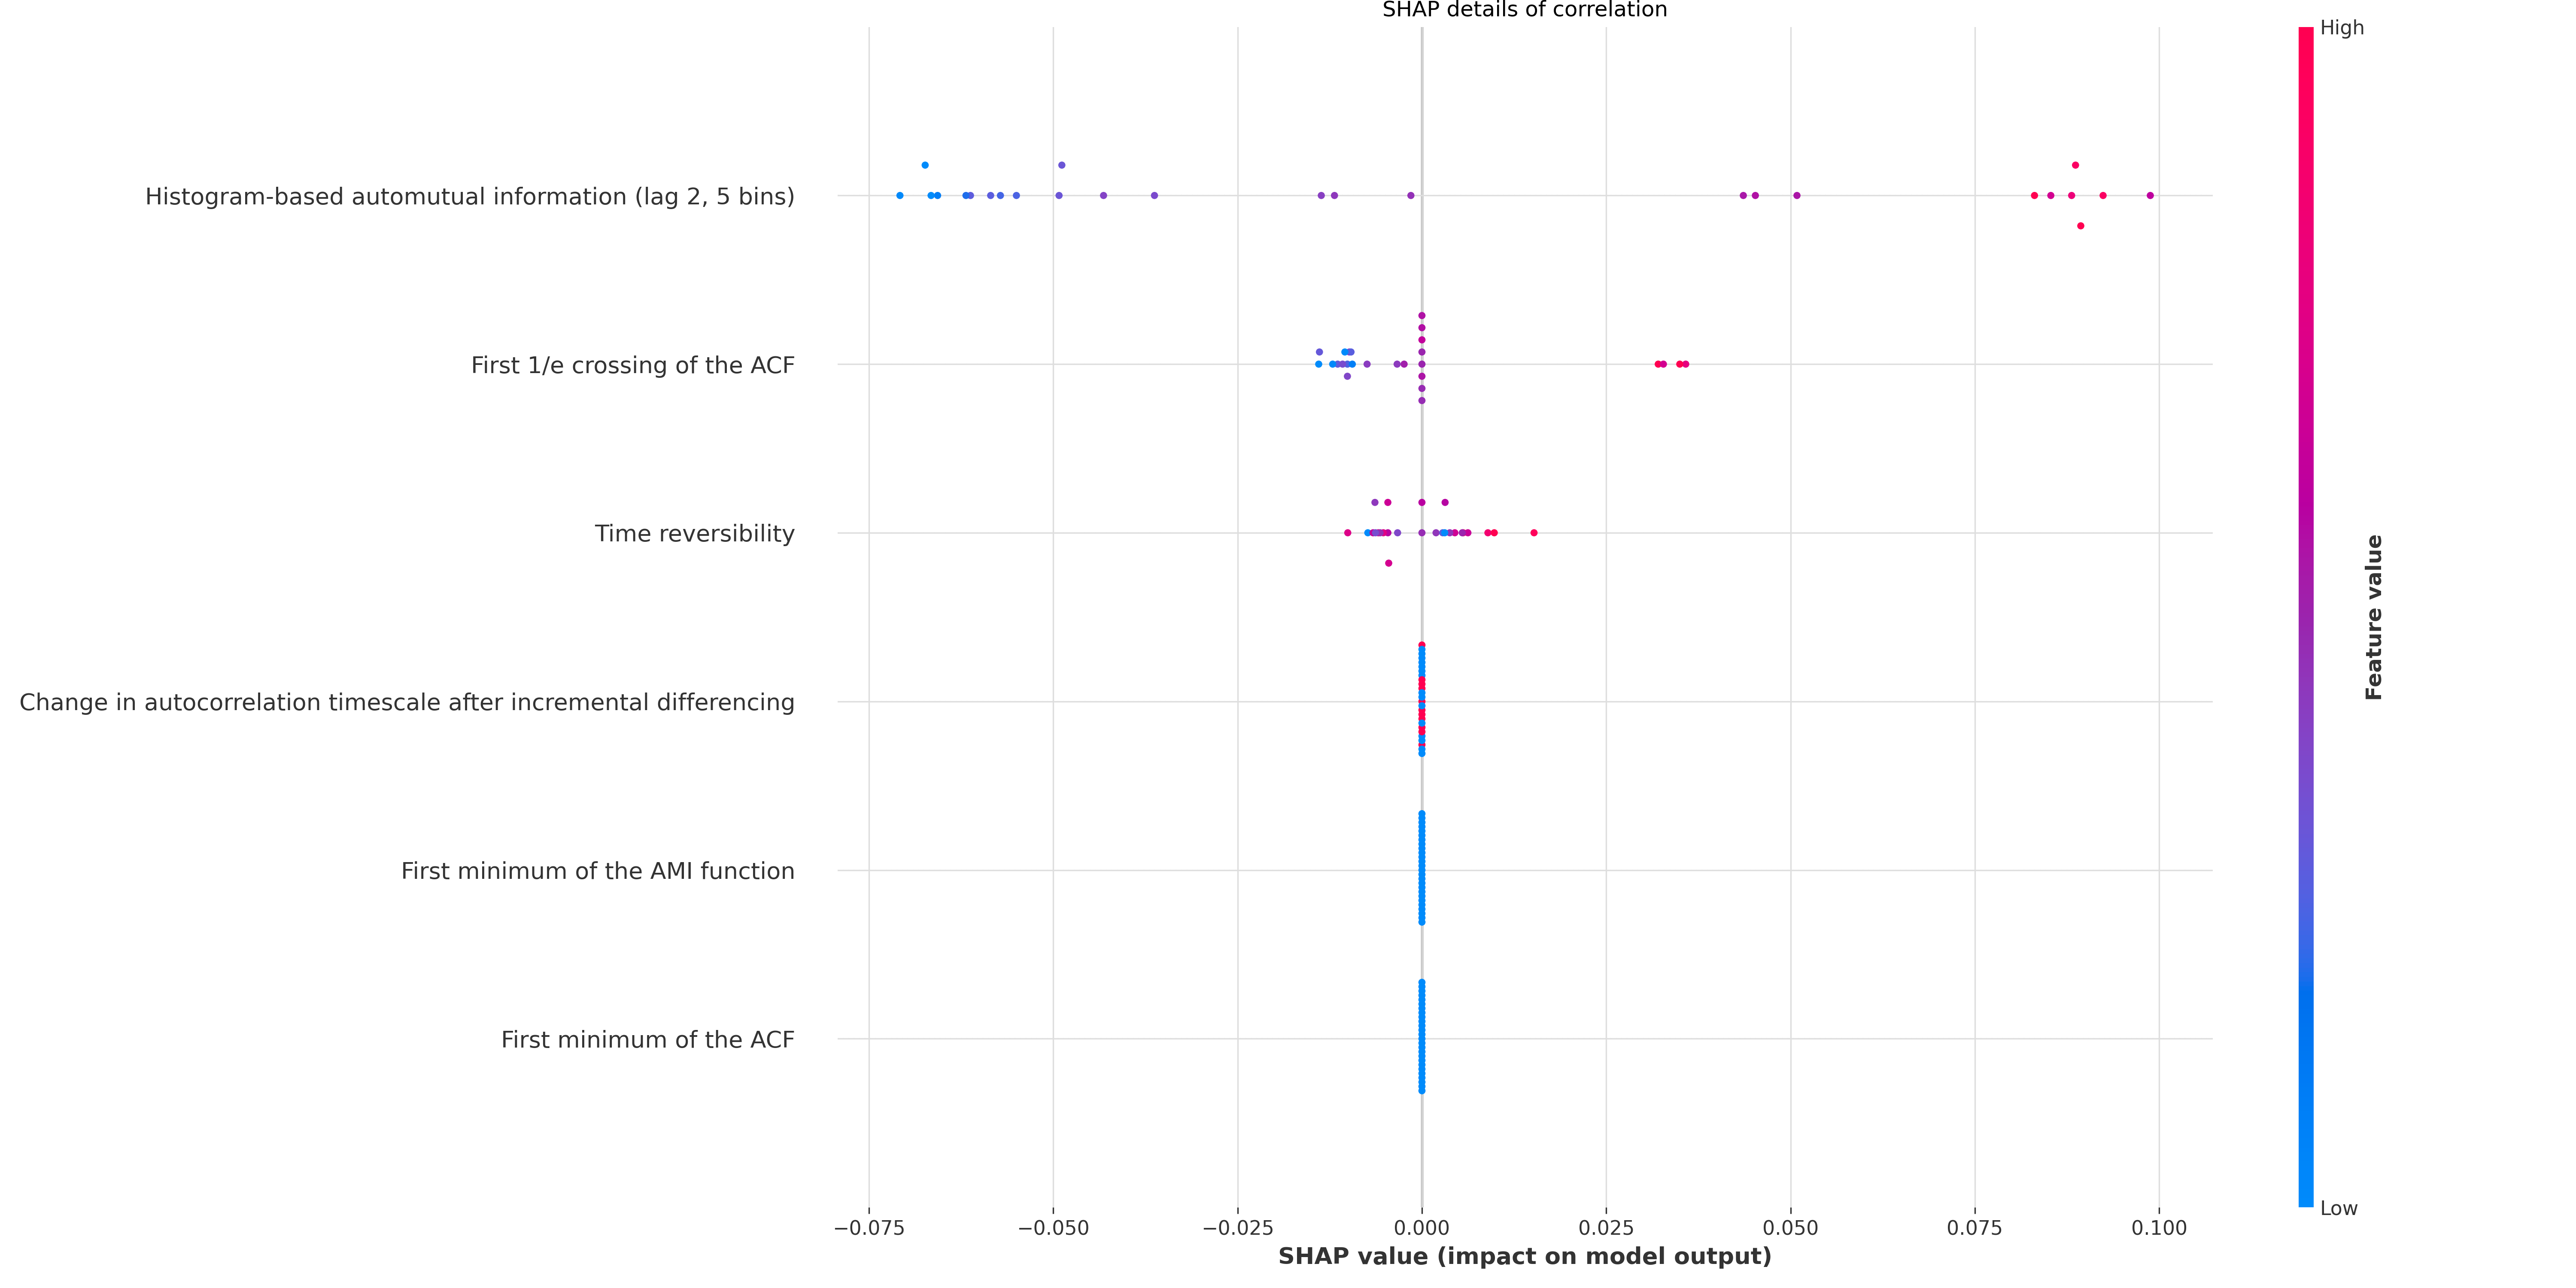 SHAP details of correlation
High
Histogram-based automutual information (lag 2, 5 bins)
First 1/e crossing of the ACF
Time reversibility
Change in autocorrelation timescale after incremental differencing
First minimum of the AMI function
First minimum of the ACF
Feature value
Low
−0.075 −0.050 −0.025 0.000 0.025 0.050 0.075 0.100
SHAP value (impact on model output)